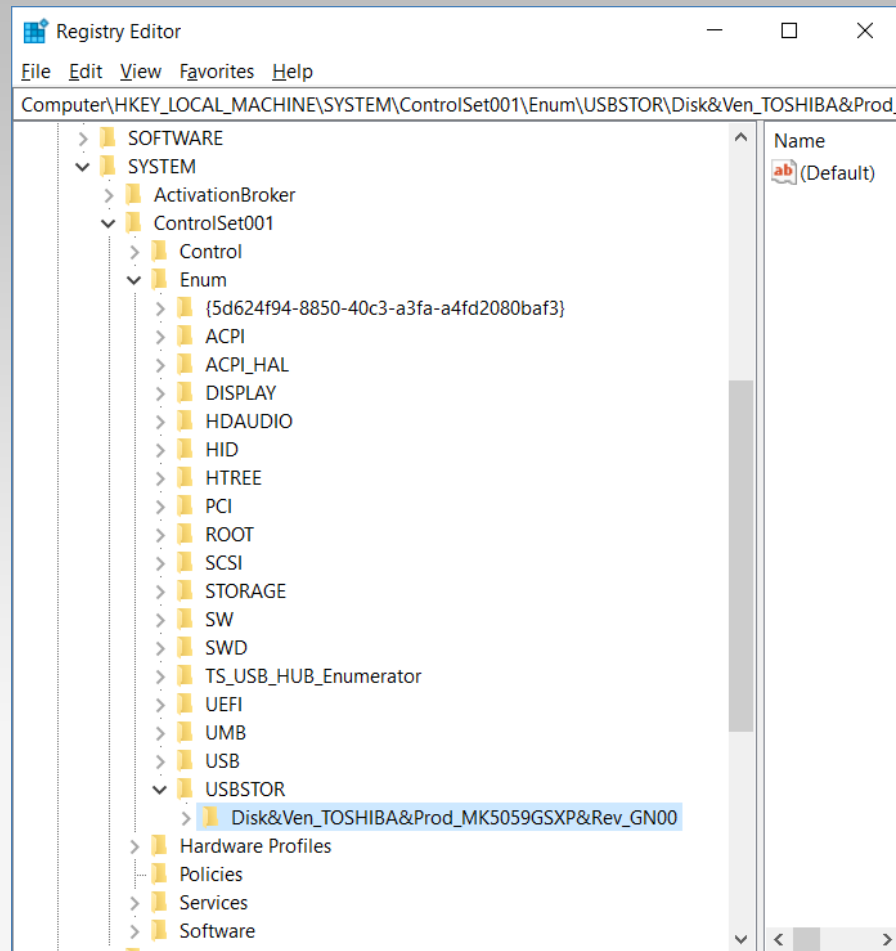 Registry Editor
File Edit View Favorites Help
Computer\HKEY_LOCAL_MACHINE\SYSTEM\ControlSet001\Enum\USBSTOR\Disk&Ven_TOSHIBA&Prod_
SOFTWARE
SYSTEM
ActivationBroker
ControlSet001
Control
Enum
{5d624f94-8850-40c3-a3fa-a4fd2080baf3}
ACPI
ACPI_HAL
DISPLAY
HDAUDIO
HID
HTREE
PCI
ROOT
SCSI
STORAGE
SW
SWD
TS_USB_HUB_Enumerator
UEFI
UMB
USB
USBSTOR
Disk&Ven_TOSHIBA&Prod_MK5059GSXP&Rev_GN00
Hardware Profiles
Policies
Services
Software
Name
ab (Default)